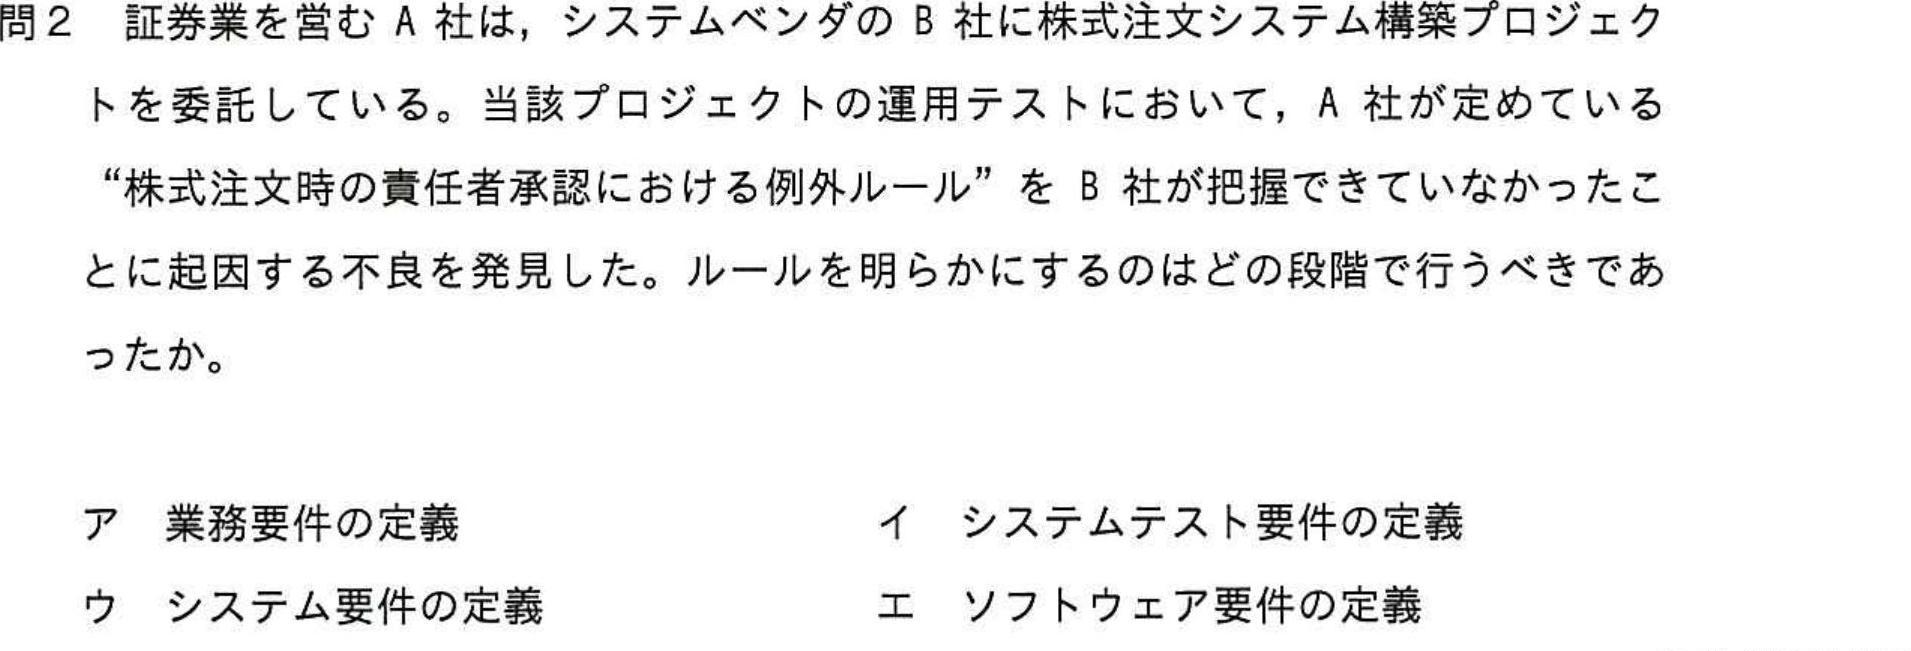 問2 証券業を営む A 社は，システムベンダの B 社に株式注文システム構築プロジェク
トを委託している。当該プロジェクトの運用テストにおいて，A 社が定めている
“株式注文時の責任者承認における例外ルール” を B 社が把握できていなかったこ
とに起因する不良を発見した。ルールを明らかにするのはどの段階で行うべきであ
ったか。
ア 業務要件の定義 イ システムテスト要件の定義
ウ システム要件の定義 エ ソフトウェア要件の定義